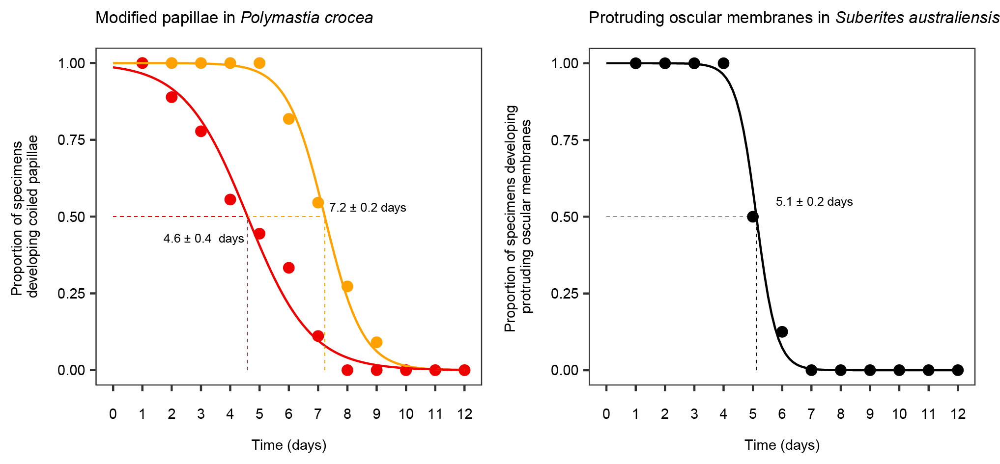 Modified papillae in Polymastia crocea
Proportion of specimens
developing coiled papillae
1.00
0.75
0.50
0.25
0.00
7.2 ± 0.2 days
4.6 ± 0.4  days
0 1 2 3 4 5 6 7 8 9 10 11 12
Time (days)
Protruding oscular membranes in Suberites australiensis
Proportion of specimens developing
protruding oscular membranes
1.00
0.75
0.50
0.25
0.00
5.1 ± 0.2 days
0 1 2 3 4 5 6 7 8 9 10 11 12
Time (days)